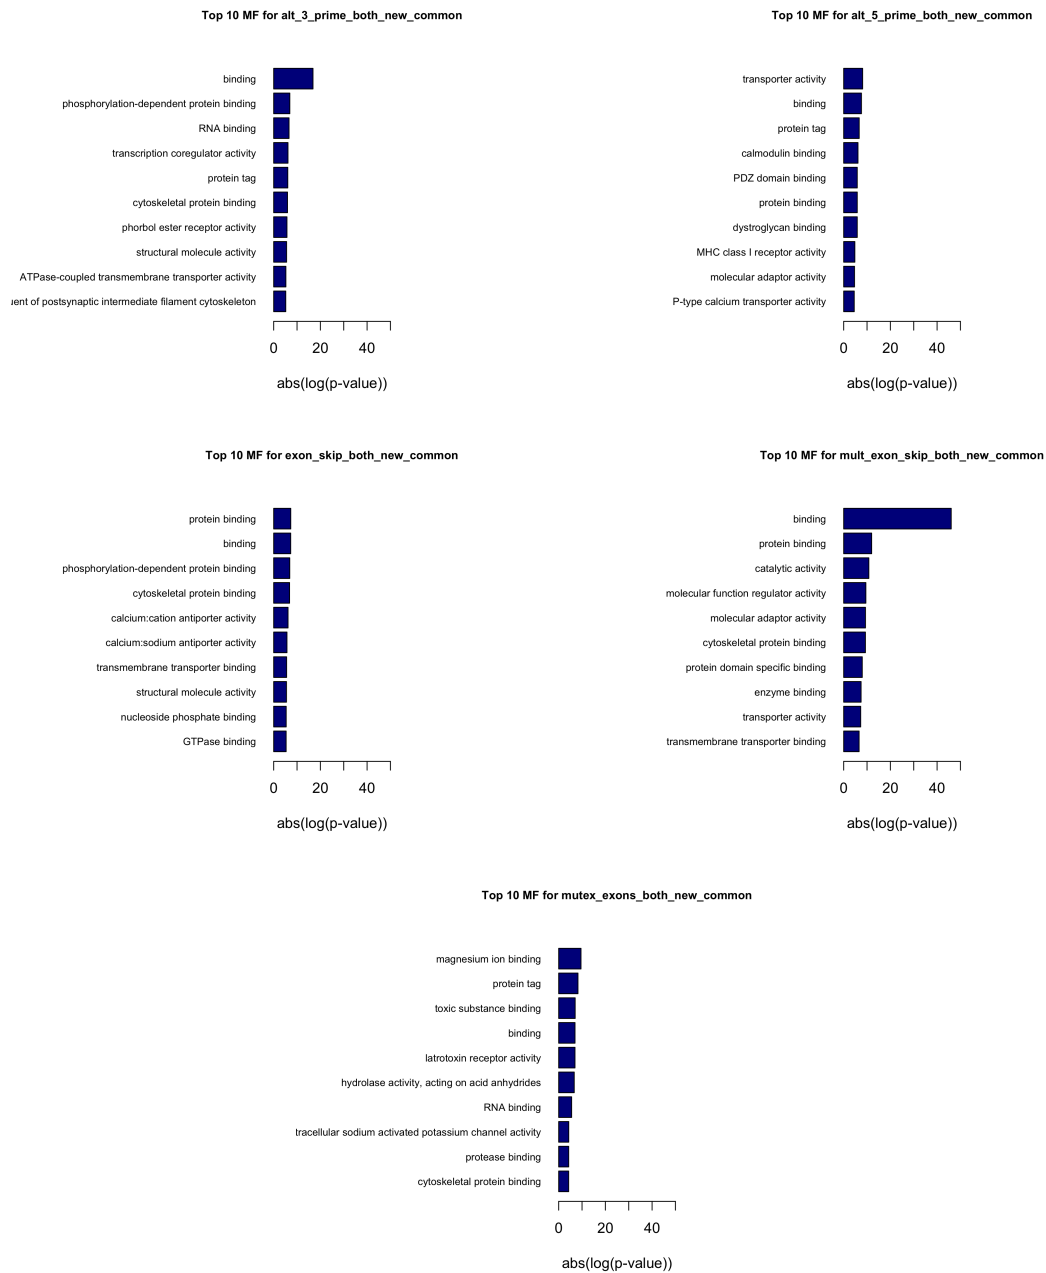 Top 10 MF for alt_3_prime_both_new_common
binding
phosphorylation-dependent protein binding
RNA binding
transcription coregulator activity
protein tag
cytoskeletal protein binding
phorbol ester receptor activity
structural molecule activity
ATPase-coupled transmembrane transporter activity
of postsynaptic intermediate filament cytoskeleton
0 20 40
abs(log(p-value))
Top 10 MF for alt_5_prime_both_new_common
transporter activity
binding
protein tag
calmodulin binding
PDZ domain binding
protein binding
dystroglycan binding
MHC class I receptor activity
molecular adaptor activity
P-type calcium transporter activity
0 20 40
abs(log(p-value))
Top 10 MF for exon_skip_both_new_common
protein binding
binding
phosphorylation-dependent protein binding
cytoskeletal protein binding
calcium:cation antiporter activity
calcium:sodium antiporter activity
transmembrane transporter binding
structural molecule activity
nucleoside phosphate binding
GTPase binding
0 20 40
abs(log(p-value))
Top 10 MF for mult_exon_skip_both_new_common
binding
protein binding
catalytic activity
molecular function regulator activity
molecular adaptor activity
cytoskeletal protein binding
protein domain specific binding
enzyme binding
transporter activity
transmembrane transporter binding
0 20 40
abs(log(p-value))
Top 10 MF for mutex_exons_both_new_common
magnesium ion binding
protein tag
toxic substance binding
binding
latrotoxin receptor activity
hydrolase activity, acting on acid anhydrides
RNA binding
tracellular sodium activated potassium channel activity
protease binding
cytoskeletal protein binding
0 20 40
abs(log(p-value))